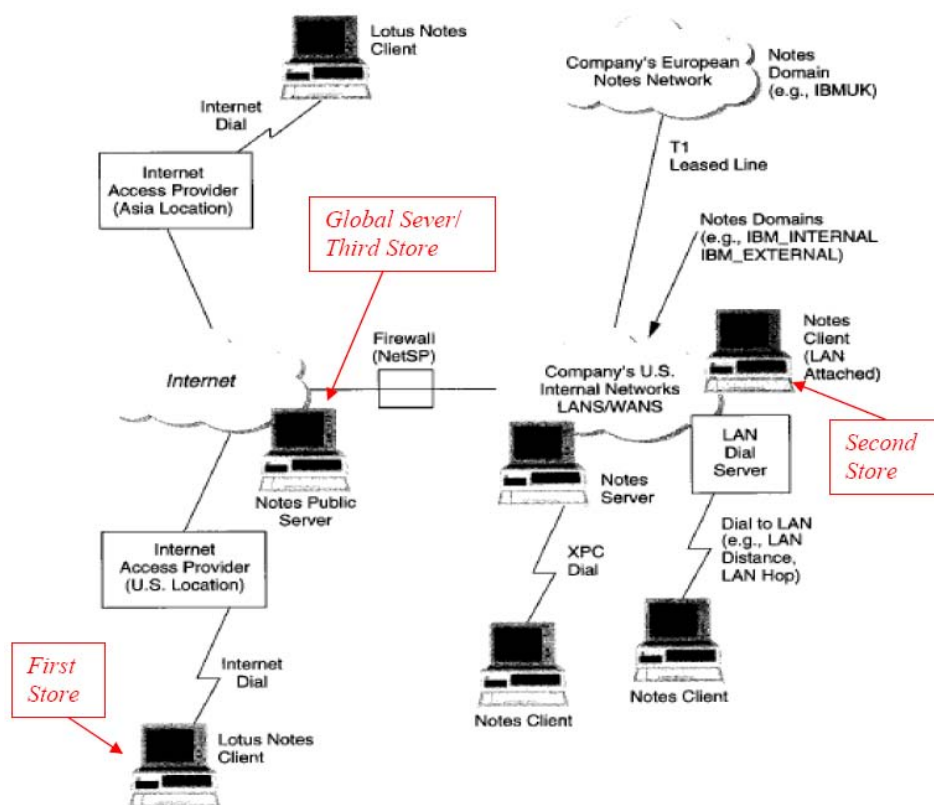 Lotus Notes
Client
Internet
Dial
Internet
Access Provider
(Asia Location)
Global Sever/
Third Store
Company's European
Notes Network
Notes
Domain
(e.g., IBMUK)
T1
Leased Line
Notes Domains
(e.g., IBM_INTERNAL
IBM_EXTERNAL)
Internet
Firewall
(NetSP)
Company's U.S.
Internal Networks
LANS/WANS
Notes
Client
(LAN
Attached)
Second
Store
Notes Public
Server
Notes
Server
LAN
Dial
Server
Internet
Access Provider
(U.S. Location)
XPC
Dial
Dial to LAN
(e.g., LAN
Distance,
LAN Hop)
First
Store
Internet
Dial
Lotus Notes
Client
Notes Client
Notes Client